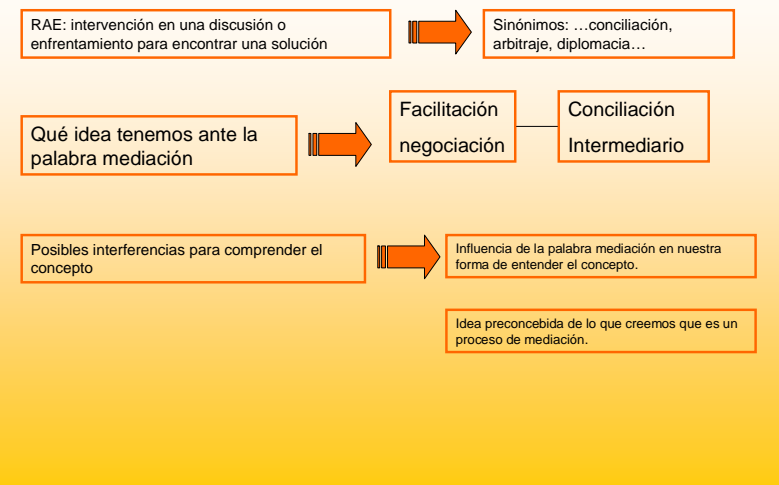 RAE: intervención en una discusión o
enfrentamiento para encontrar una solución
Sinónimos: …conciliación,
arbitraje, diplomacia…
Qué idea tenemos ante la
palabra mediación
Facilitación
negociación
Conciliación
Intermediario
Posibles interferencias para comprender el
concepto
Influencia de la palabra mediación en nuestra
forma de entender el concepto.
Idea preconcebida de lo que creemos que es un
proceso de mediación.